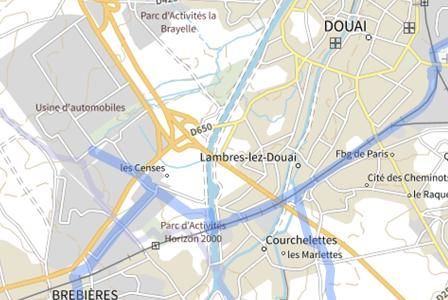 D420
Parc d'Activités la
Brayelle
DOUAI
Usine d'automobiles
D650
Lambres-lez-Douai
Fbg de Paris
les Censes
Cité des Cheminots
le Raque
Parc d'Activités
Horizon 2000
Courchelettes
les Marlettes
BREBIÈRES